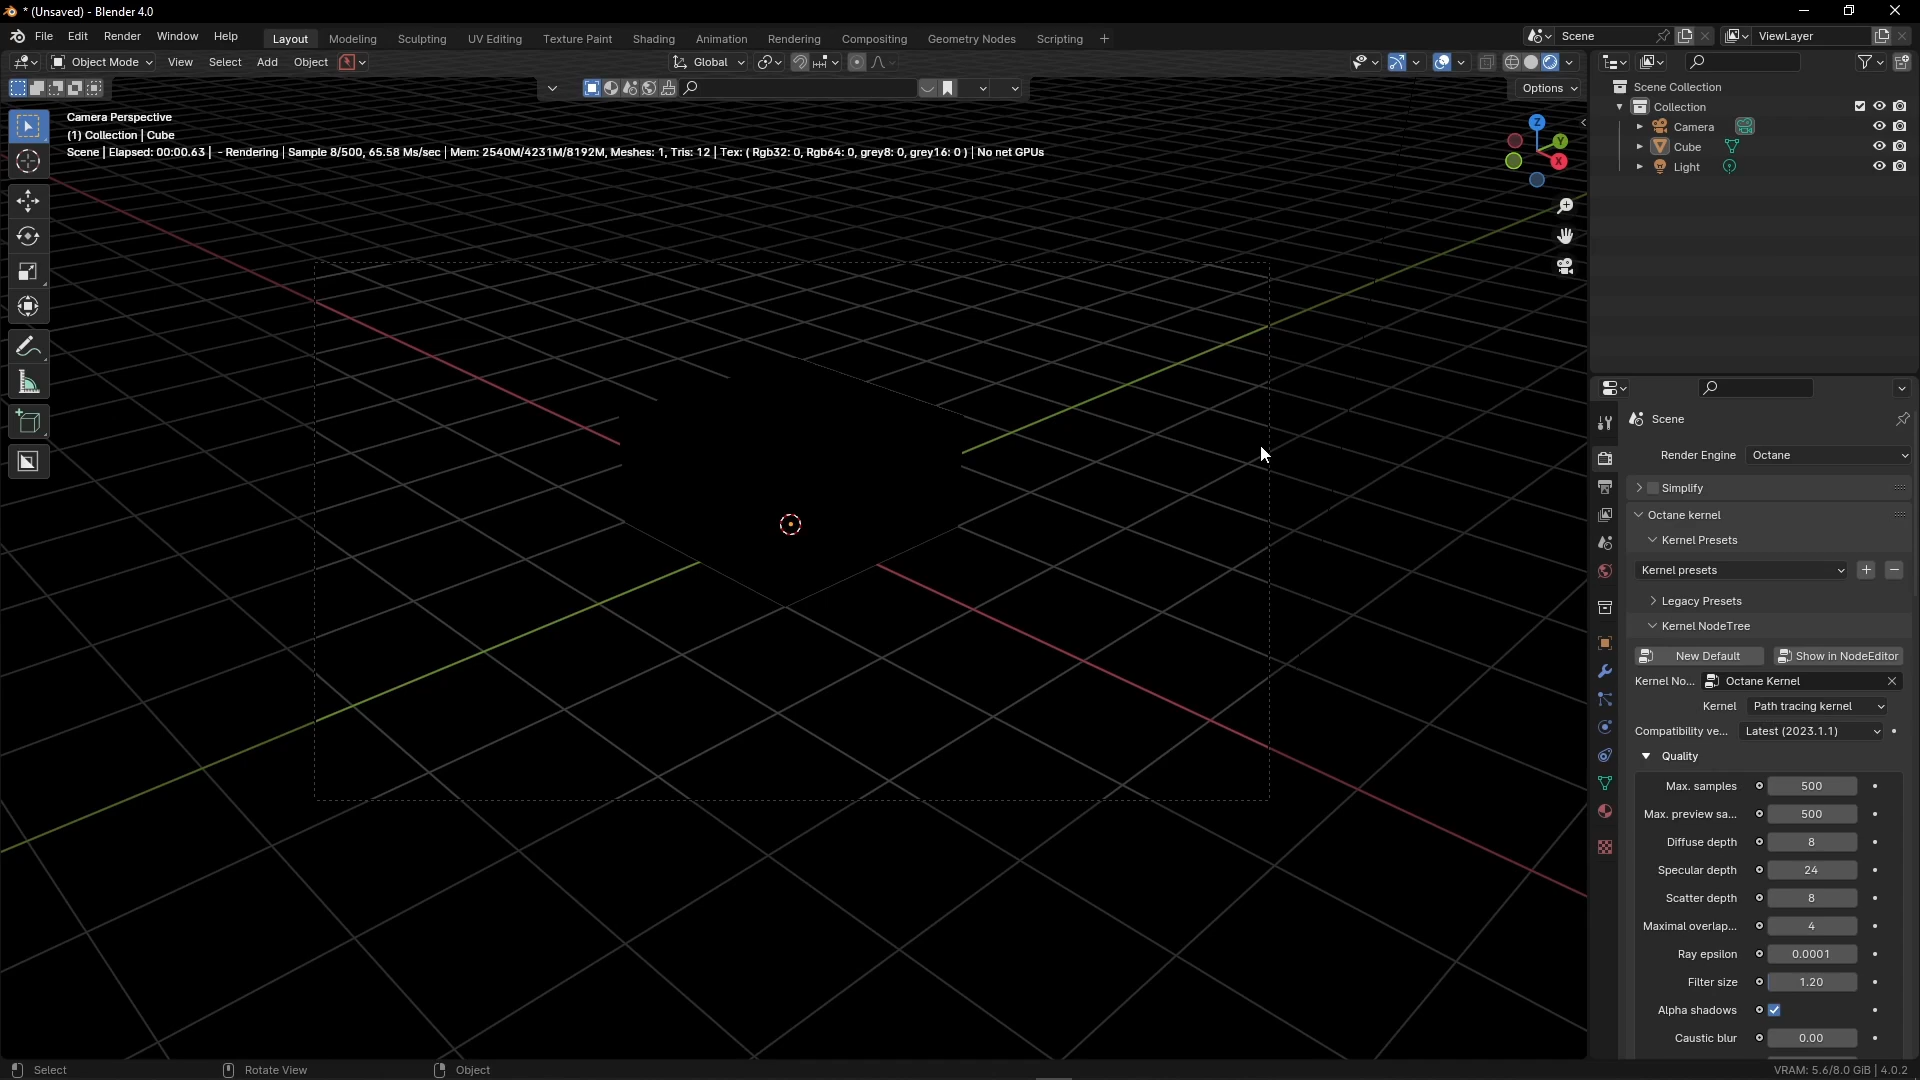 * (Unsaved) - Blender 4.0
File Edit Render Window Help Layout Modeling Sculpting UV Editing Texture Paint Shading Animation Rendering Compositing Geometry Nodes Scripting + Scene ViewLayer
Object Mode View Select Add Object Global
Options
Camera Perspective
(1) Collection | Cube
Scene | Elapsed: 00:00.63 | - Rendering | Sample 8/500, 65.58 Ms/sec | Mem: 2540M/4231M/8192M, Meshes: 1, Tris: 12 | Tex: ( Rgb32: 0, Rgb64: 0, grey8: 0, grey16: 0 ) | No net GPUs
Z
Y
X
Scene Collection
Collection
Camera
Cube
Light
Scene
Render Engine Octane
Simplify
Octane kernel
Kernel Presets
Kernel presets
Legacy Presets
Kernel NodeTree
New Default Show in NodeEditor
Kernel No... Octane Kernel
Kernel Path tracing kernel
Compatibility ve... Latest (2023.1.1)
Quality
Max. samples 500
Max. preview sa... 500
Diffuse depth 8
Specular depth 24
Scatter depth 8
Maximal overlap... 4
Ray epsilon 0.0001
Filter size 1.20
Alpha shadows
Caustic blur 0.00
Select Rotate View Object VRAM: 5.6/8.0 GiB | 4.0.2